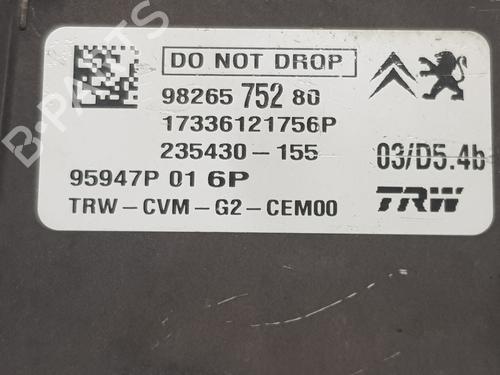 DO NOT DROP
98265 752 80
17336121756P
235430-155
03/D5.4b
95947P 01 6P
TRW
TRW-CVM-G2-CEM00
B-PARTS